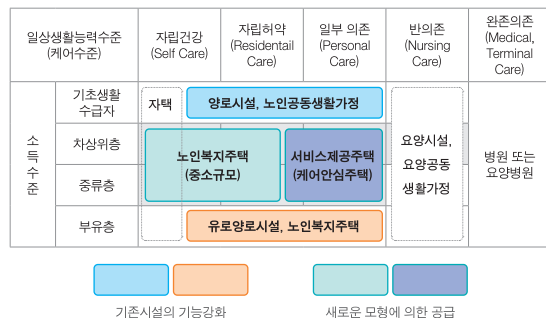 일상생활능력수준
(케어수준)
자립건강
(Self Care)
자립허약
(Residentail
Care)
일부 의존
(Personal
Care)
반의존
(Nursing
Care)
완존의존
(Medical,
Terminal
Care)
소득수준
기초생활
수급자
차상위층
중류층
부유층
자택
양로시설, 노인공동생활가정
노인복지주택
(중소규모)
서비스제공주택
(케어안심주택)
유로양로시설, 노인복지주택
요양시설,
요양공동
생활가정
병원 또는
요양병원
기존시설의 기능강화
새로운 모형에 의한 공급